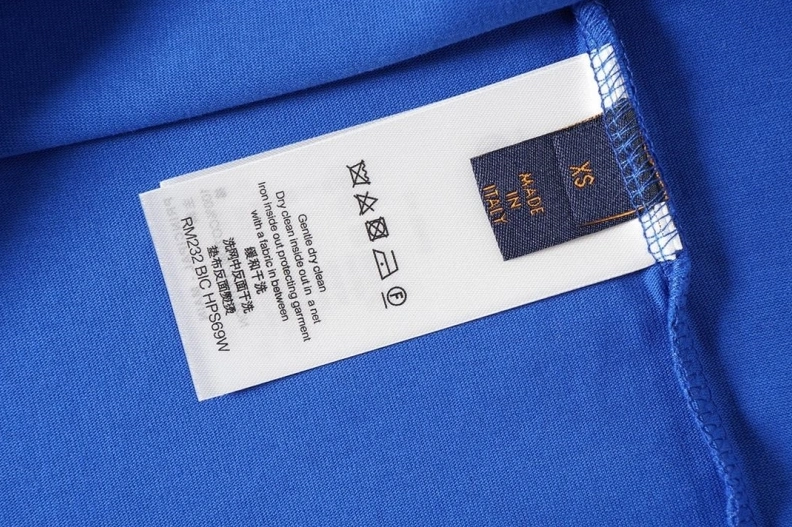 Gentle dry clean
Dry clean inside out in a net
Iron inside out protecting garment
with a fabric in between
缓和干洗
洗网中反面干洗
垫布反面熨烫
RM232 BIC HPS69W
MADE
IN
ITALY
XS